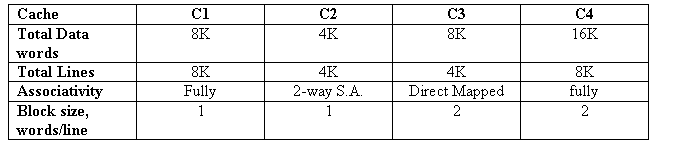 Cache C1 C2 C3 C4
Total Data 8K 4K 8K 16K
words
Total Lines 8K 4K 4K 8K
Associativity Fully 2-way S.A. Direct Mapped fully
Block size, 1 1 2 2
words/line